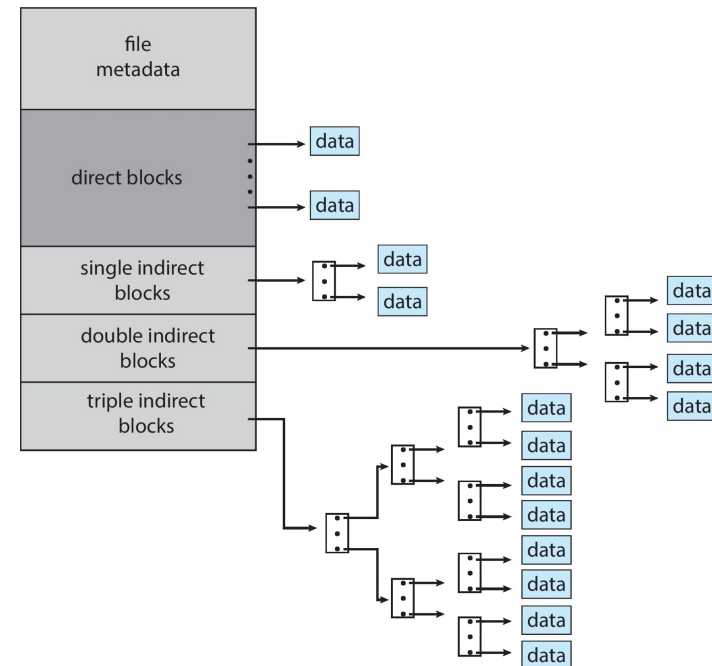 file
metadata
direct blocks
data
data
single indirect
blocks
data
data
double indirect
blocks
data
data
data
data
triple indirect
blocks
data
data
data
data
data
data
data
data